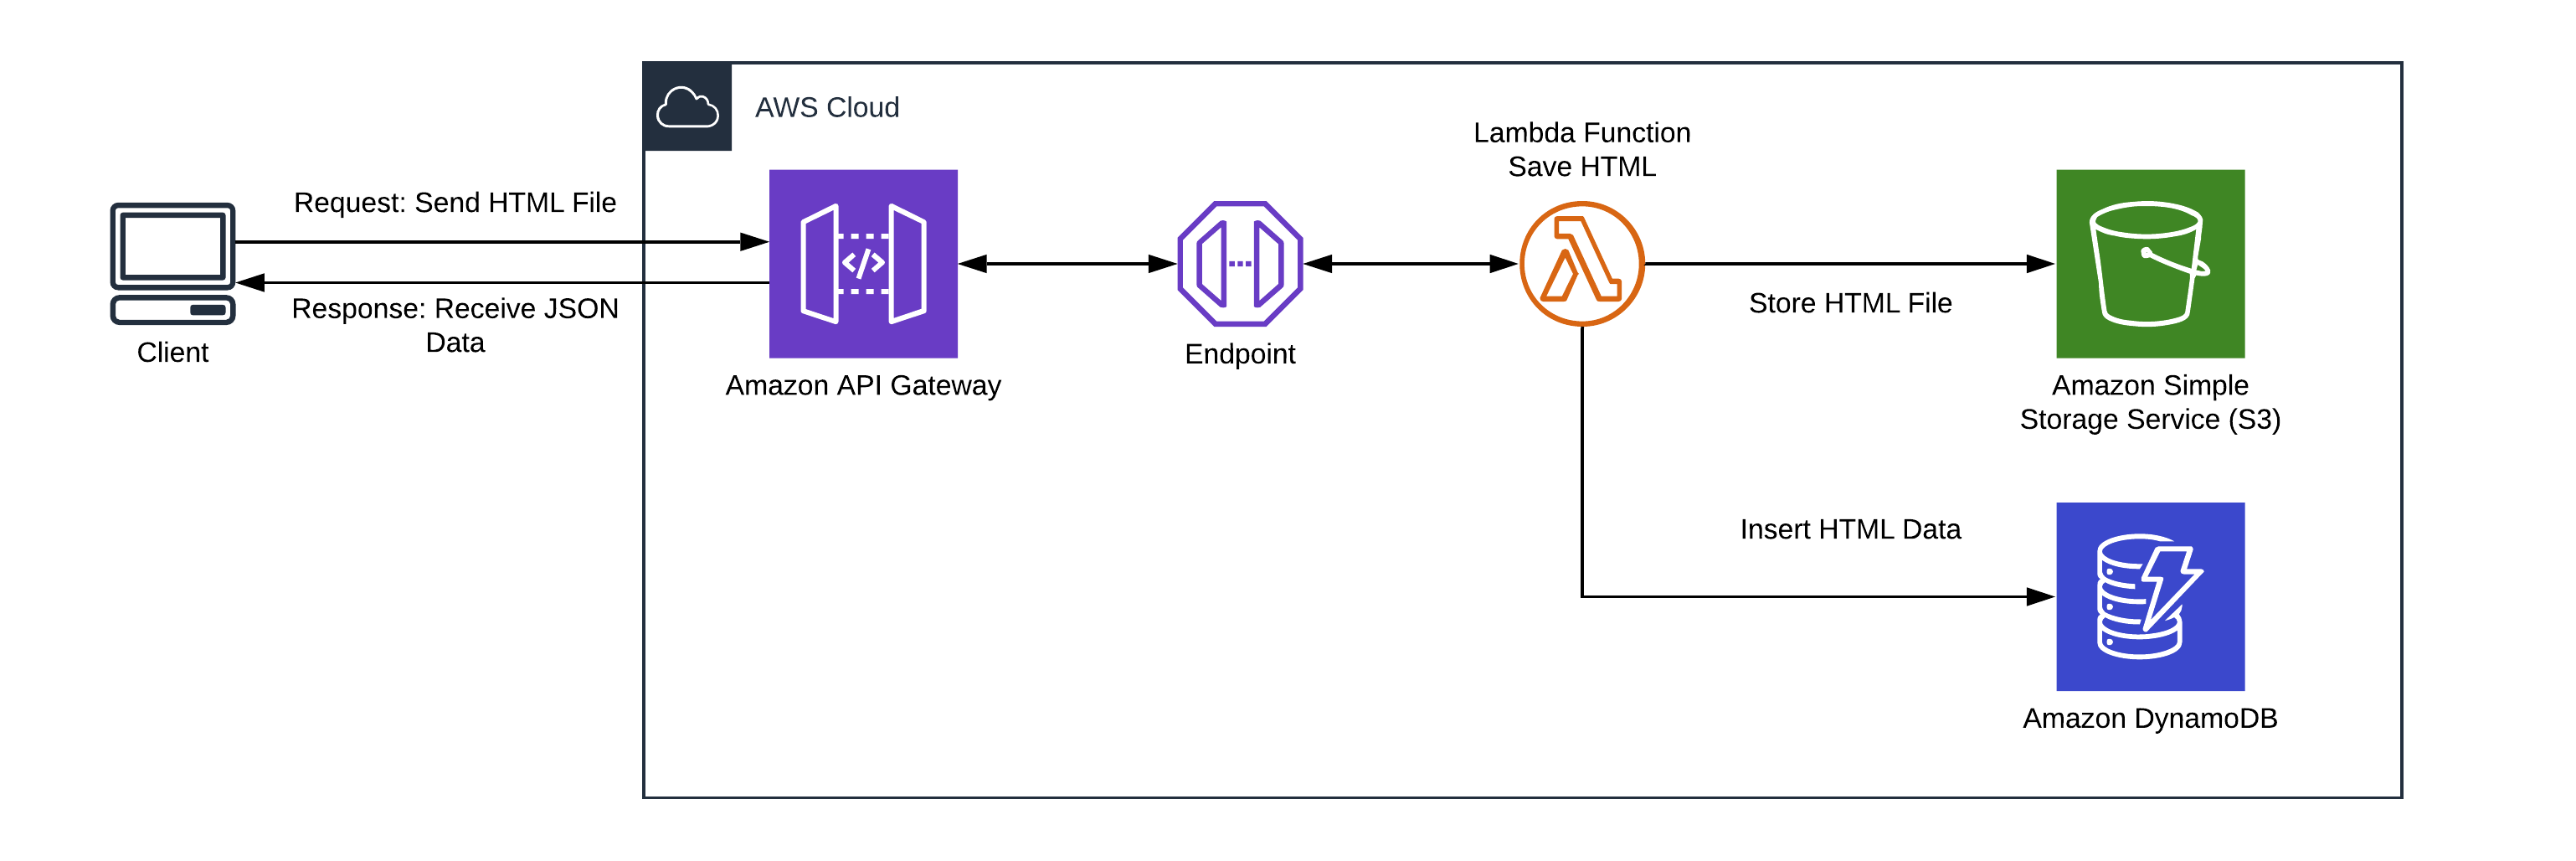 AWS Cloud
Request: Send HTML File
Response: Receive JSON
Data
Client
</>
Amazon API Gateway
Endpoint
Lambda Function
Save HTML
Store HTML File
Amazon Simple
Storage Service (S3)
Insert HTML Data
Amazon DynamoDB